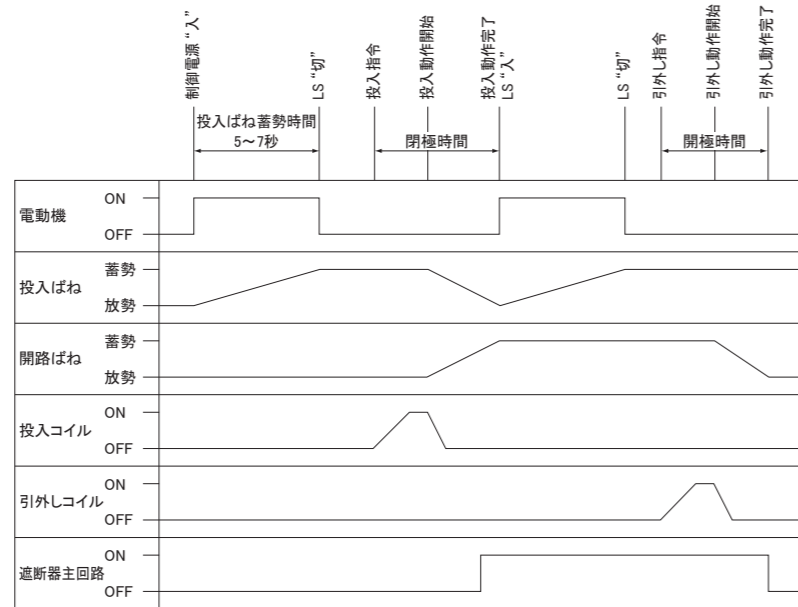 制御電源“入”
LS“切”
投入指令
投入動作開始
投入動作完了
LS“入”
LS“切”
引外し指令
引外し動作開始
引外し動作完了
投入ばね蓄勢時間
5～7秒
閉極時間
開極時間
電動機
ON
OFF
投入ばね
蓄勢
放勢
開路ばね
蓄勢
放勢
投入コイル
ON
OFF
引外しコイル
ON
OFF
遮断器主回路
ON
OFF